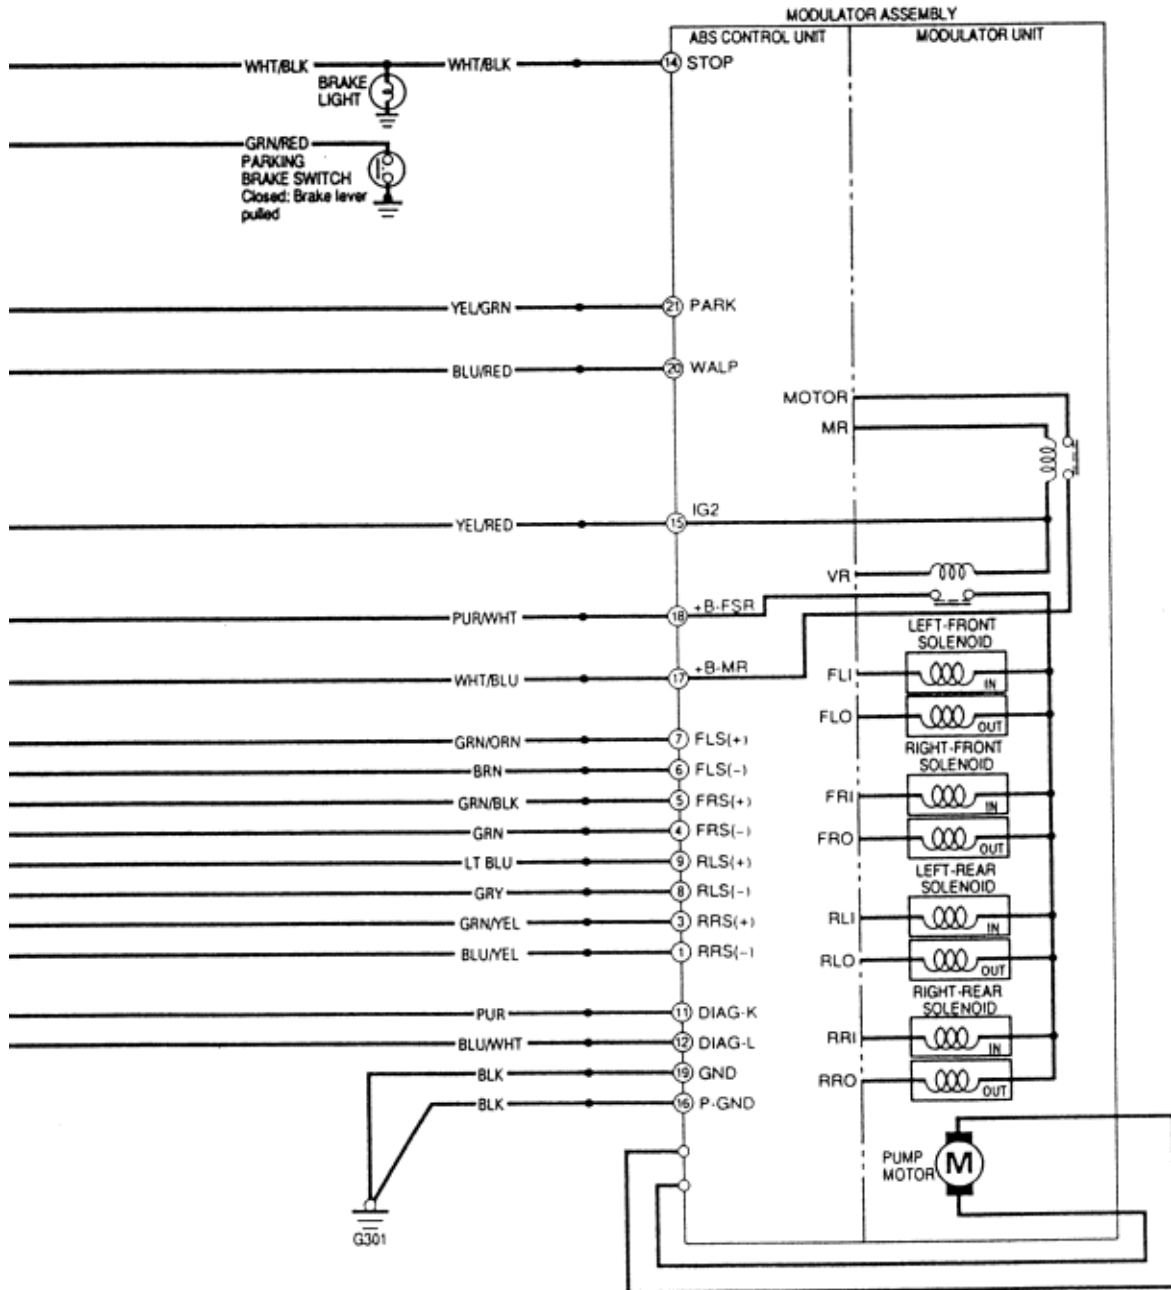 MODULATOR ASSEMBLY
ABS CONTROL UNIT
MODULATOR UNIT
WHT/BLK
WHT/BLK
14 STOP
BRAKE
LIGHT
GRN/RED
PARKING
BRAKE SWITCH
Closed: Brake lever
pulled
YEL/GRN
21 PARK
BLU/RED
20 WALP
MOTOR
MR
YEL/RED
15 IG2
VR
PUR/WHT
18 +B-FSR
LEFT-FRONT
SOLENOID
WHT/BLU
17 +B-MR
FLI
IN
FLO
OUT
GRN/ORN
7 FLS(+)
RIGHT-FRONT
SOLENOID
BRN
6 FLS(-)
GRN/BLK
5 FRS(+)
FRI
IN
GRN
4 FRS(-)
FRO
OUT
LT BLU
9 RLS(+)
LEFT-REAR
SOLENOID
GRY
8 RLS(-)
GRN/YEL
3 RRS(+)
RLI
IN
BLU/YEL
1 RRS(-)
RLO
OUT
RIGHT-REAR
SOLENOID
PUR
11 DIAG-K
BLU/WHT
12 DIAG-L
RRI
IN
BLK
19 GND
RRO
OUT
BLK
16 P-GND
PUMP
MOTOR
M
G301